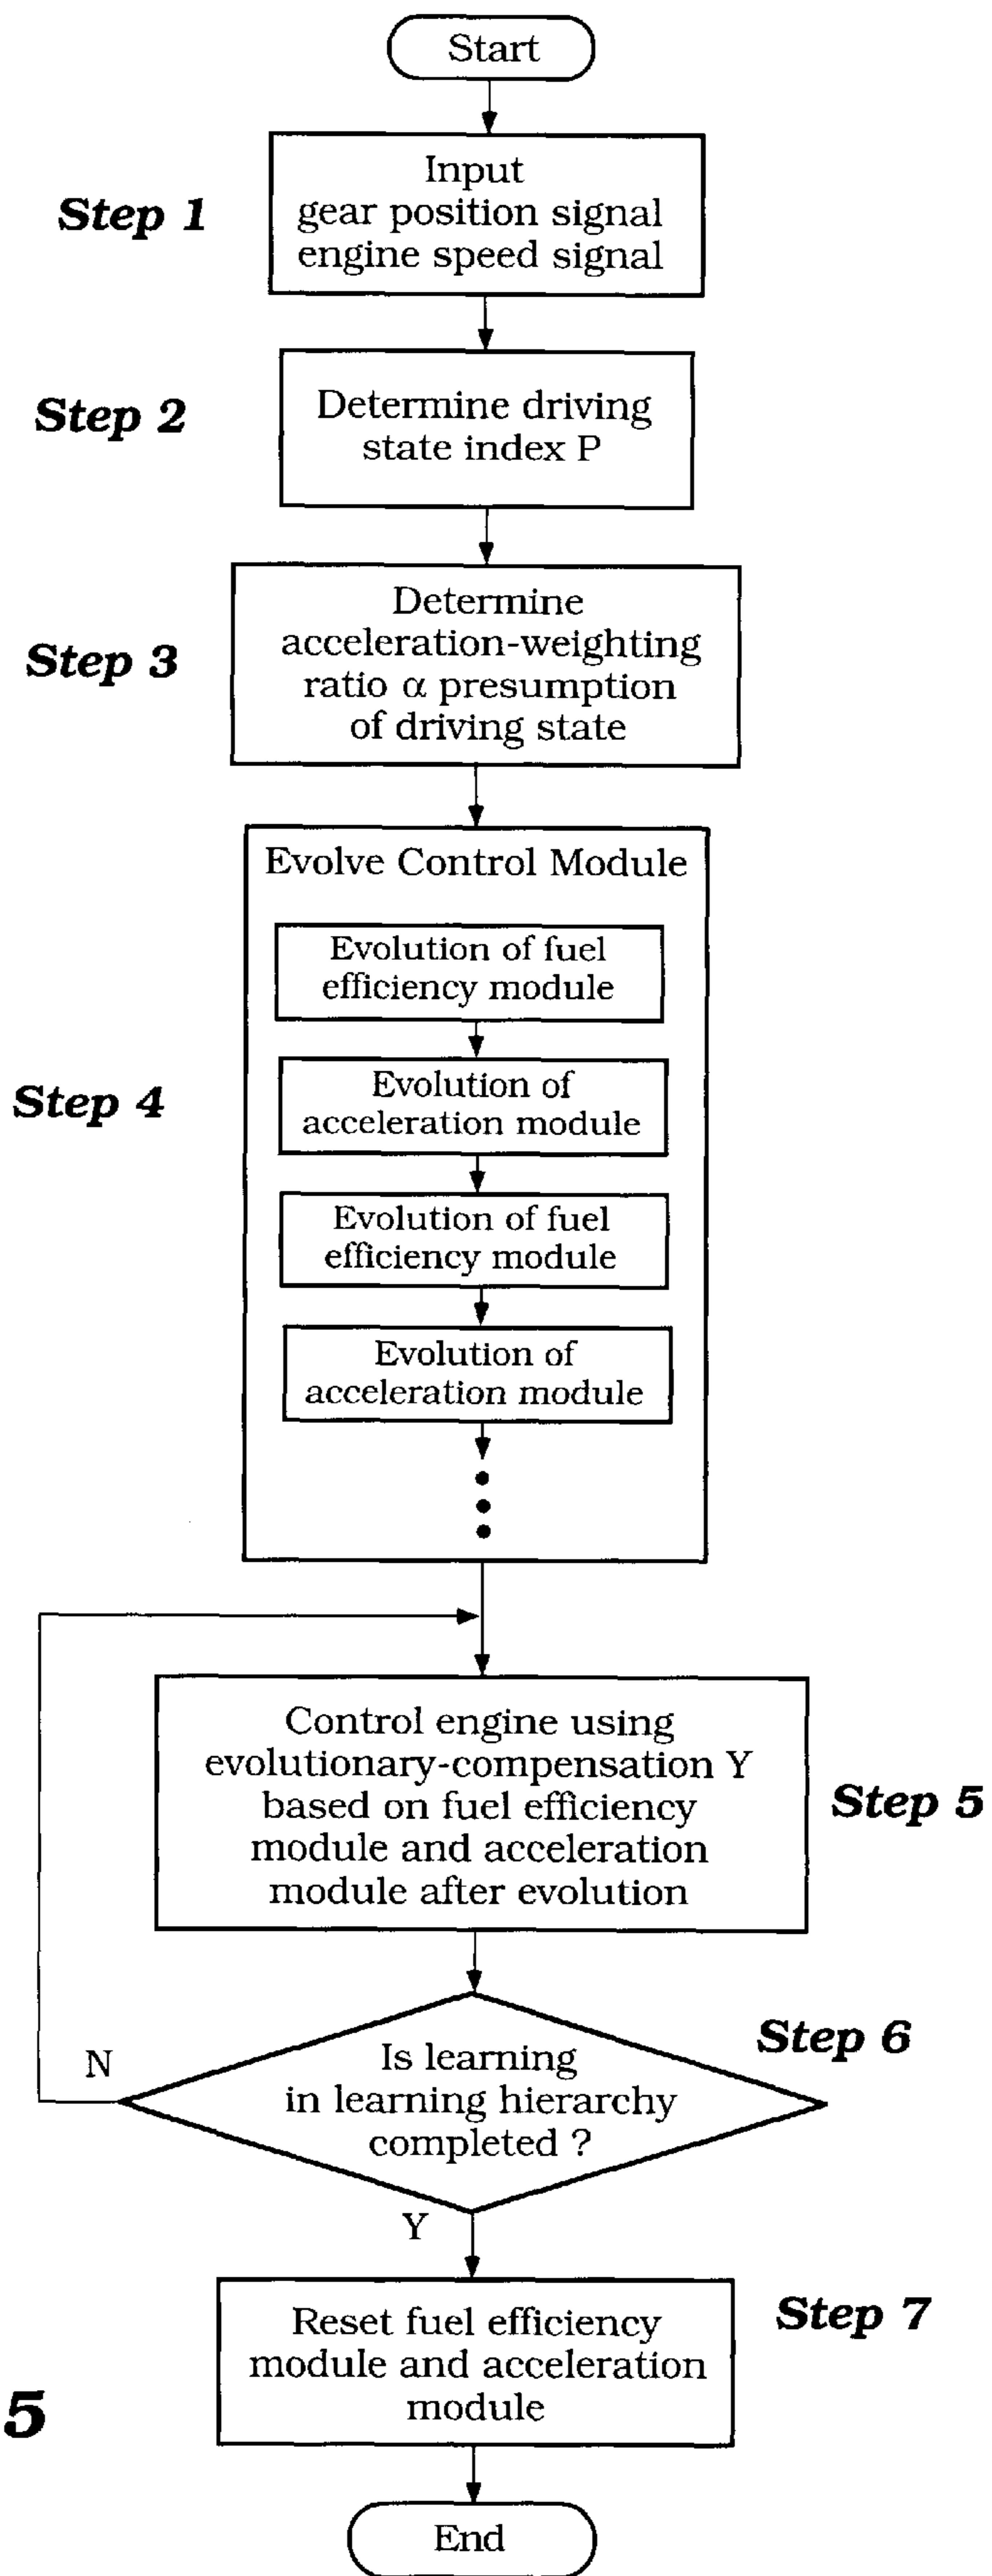 Start
Step 1
Input
gear position signal
engine speed signal
Step 2
Determine driving
state index P
Step 3
Determine
acceleration-weighting
ratio α presumption
of driving state
Evolve Control Module
Evolution of fuel
efficiency module
Step 4
Evolution of
acceleration module
Evolution of fuel
efficiency module
Evolution of
acceleration module
Control engine using
evolutionary-compensation Y
based on fuel efficiency
module and acceleration
module after evolution
Step 5
Step 6
N
Is learning
in learning hierarchy
completed ?
Y
Step 7
Reset fuel efficiency
module and acceleration
module
5
End